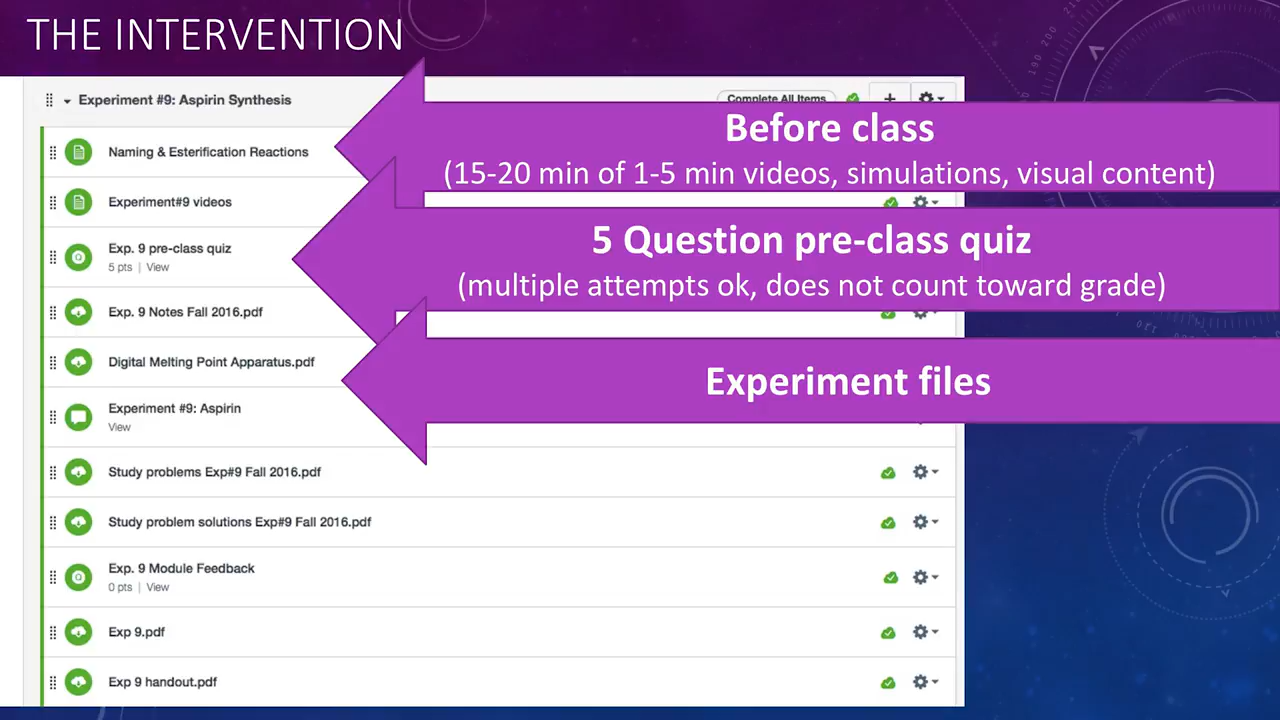 THE INTERVENTION
Experiment #9: Aspirin Synthesis
Complete All Items
Before class
(15-20 min of 1-5 min videos, simulations, visual content)
Naming & Esterification Reactions
Experiment#9 videos
5 Question pre-class quiz
(multiple attempts ok, does not count toward grade)
Exp. 9 pre-class quiz
5 pts | View
Exp. 9 Notes Fall 2016.pdf
Digital Melting Point Apparatus.pdf
Experiment files
Experiment #9: Aspirin
View
Study problems Exp#9 Fall 2016.pdf
Study problem solutions Exp#9 Fall 2016.pdf
Exp. 9 Module Feedback
0 pts | View
Exp 9.pdf
Exp 9 handout.pdf